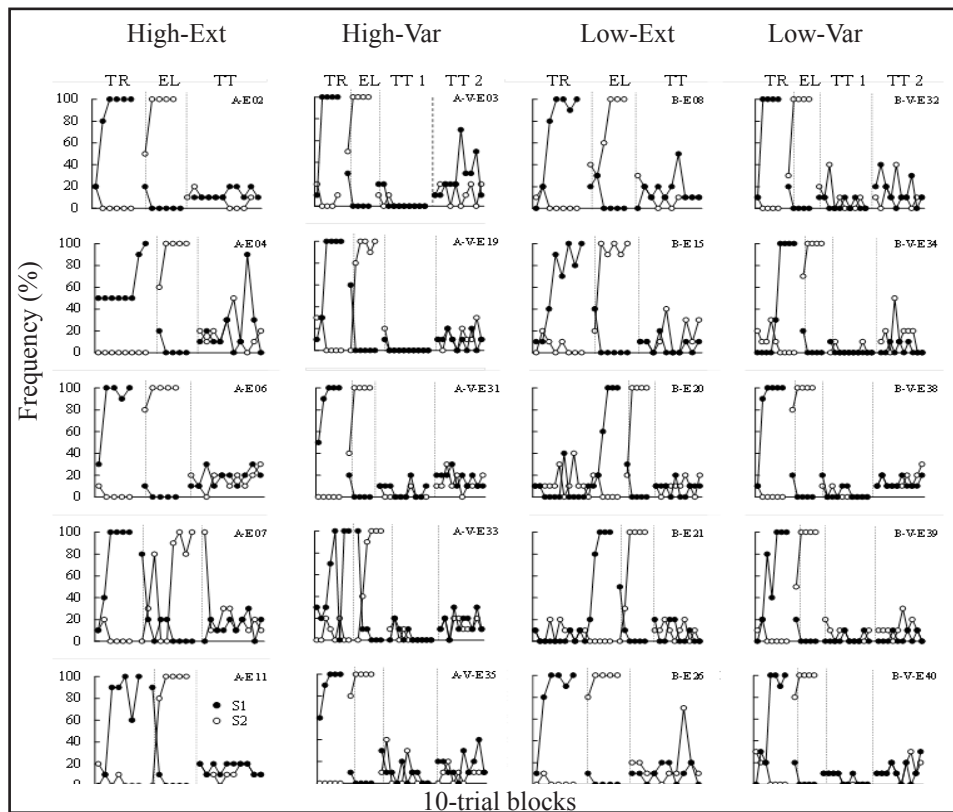 High-Ext High-Var Low-Ext Low-Var
TR EL TT TR EL TT 1 TT 2 TR EL TT TR EL TT 1 TT 2
Frequency (%)
100 A-E02 A-V-E03 B-E08 B-V-E32
80
60
40
20
0
100 A-E04 A-V-E19 B-E15 B-V-E34
80
60
40
20
0
100 A-E06 A-V-E31 B-E20 B-V-E38
80
60
40
20
0
100 A-E07 A-V-E33 B-E21 B-V-E39
80
60
40
20
0
100 A-E11 A-V-E35 B-E26 B-V-E40
80
60 S1
40 S2
20
0
10-trial blocks